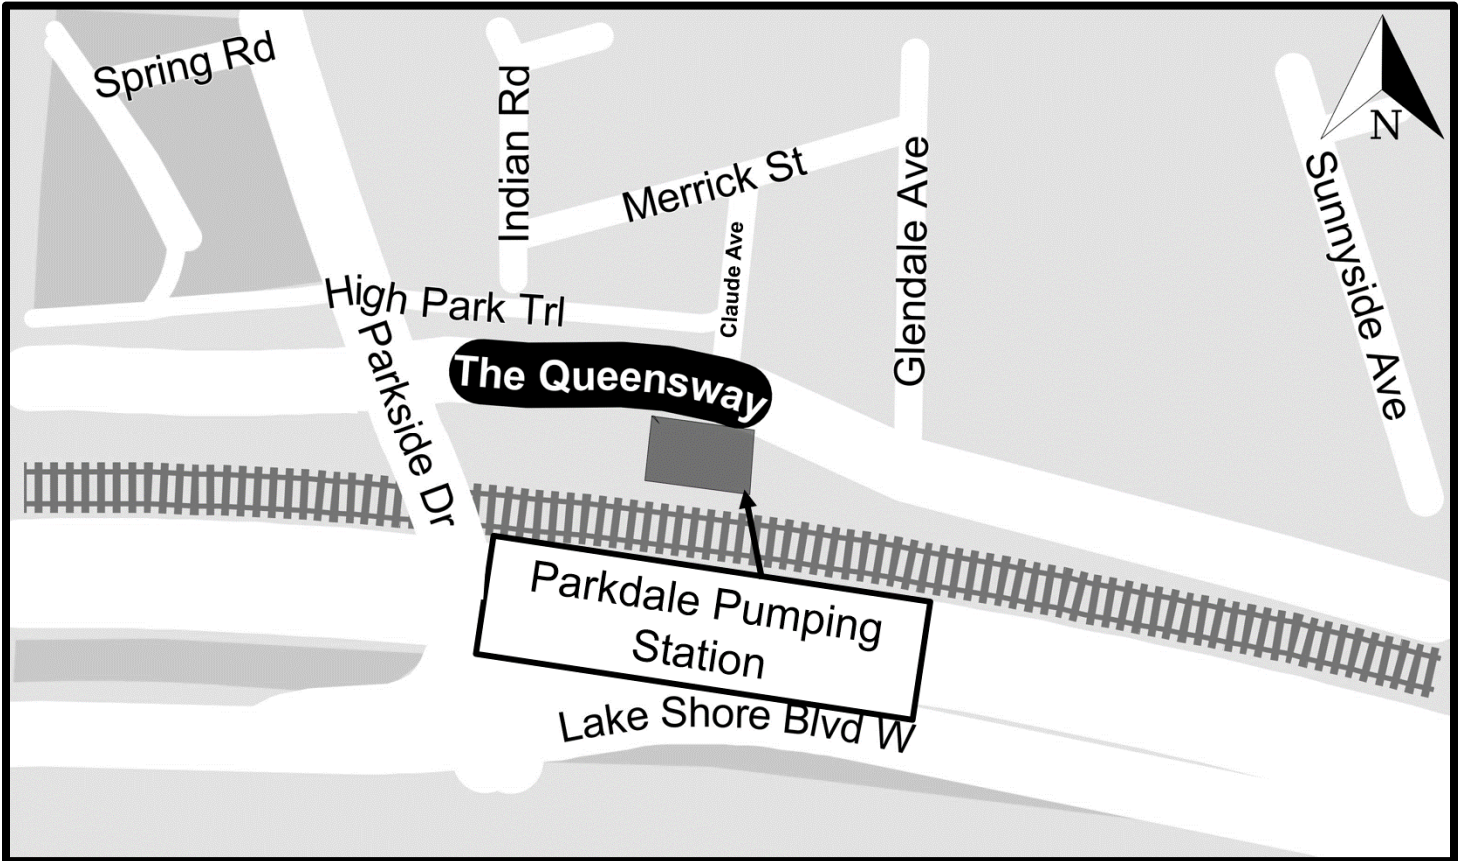 Spring Rd
Indian Rd
Merrick St
Claude Ave
Glendale Ave
Sunnyside Ave
N
High Park Trl
Parkside Dr
The Queensway
Parkdale Pumping
Station
Lake Shore Blvd W